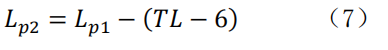 L_{p2} = L_{p1} − (TL − 6) （7）